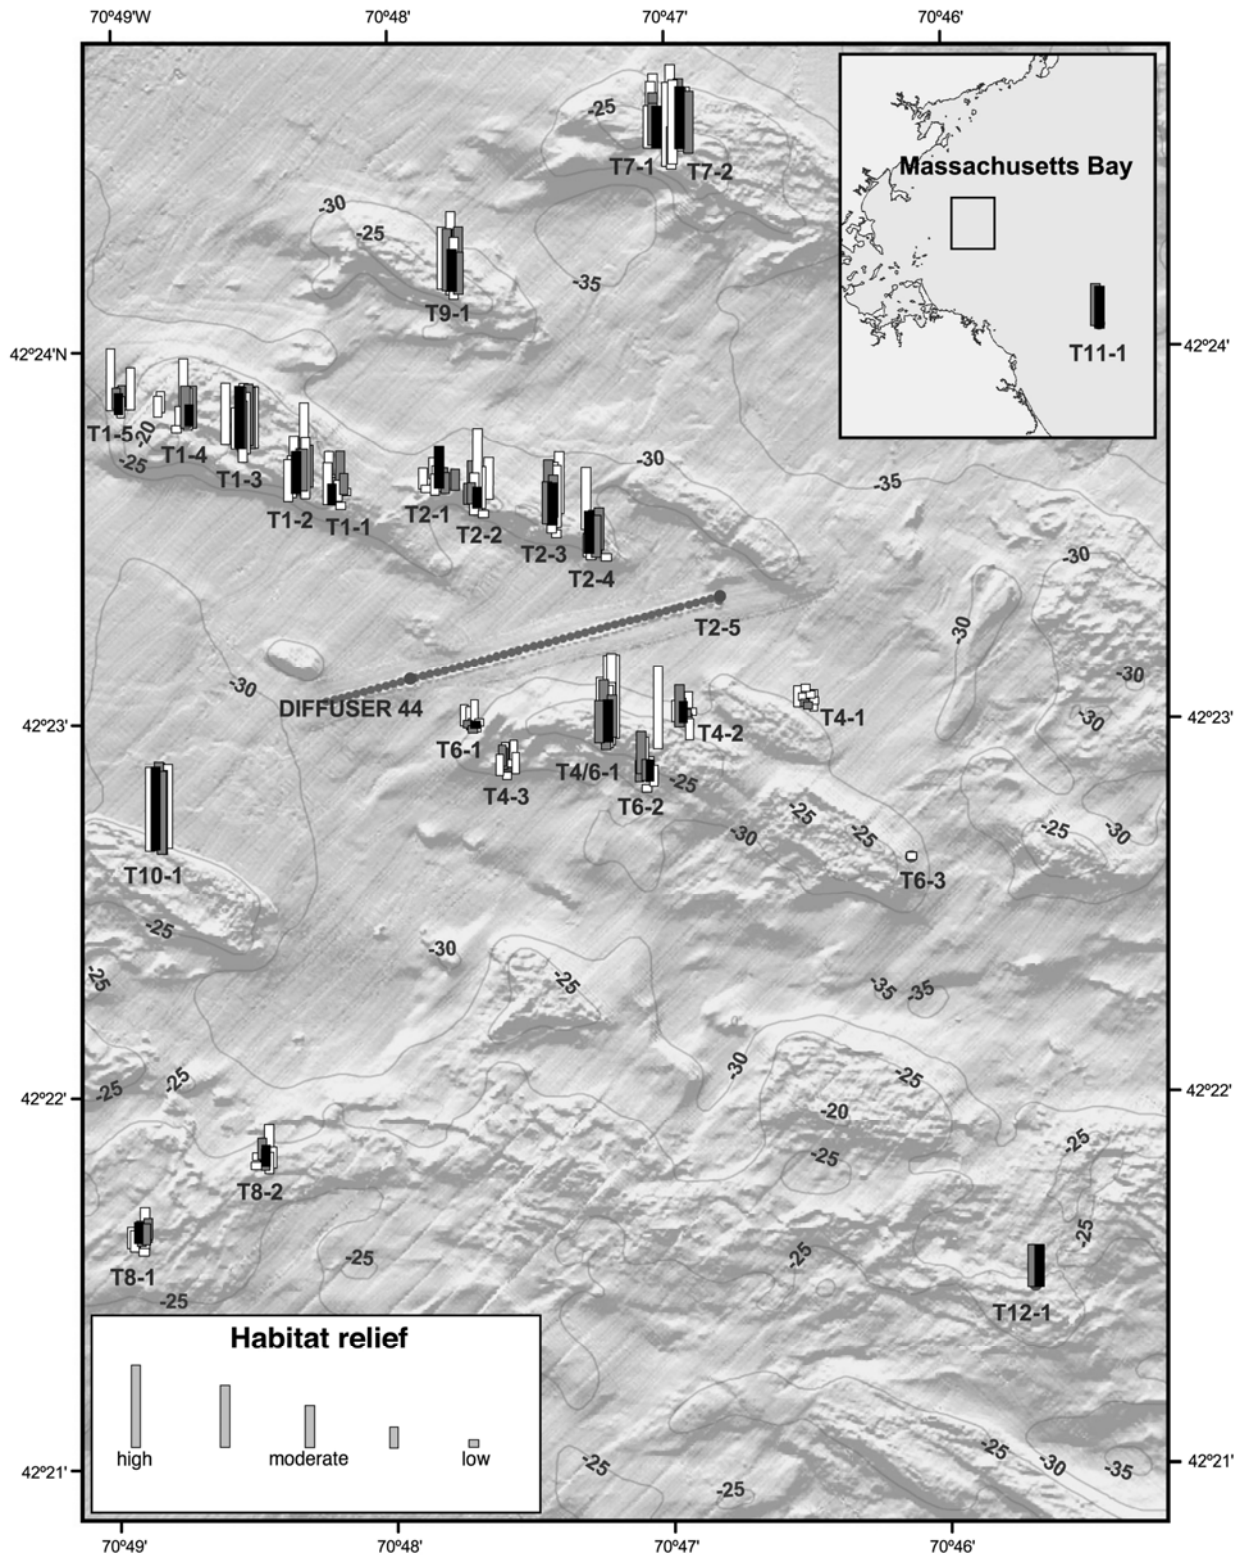 70°49'W 70°48' 70°47' 70°46'
-25
T7-1 T7-2
Massachusetts Bay
-30
-25
-35
T9-1
T11-1
42°24'N
42°24'
T1-5 -20 T1-4
-25
T1-3
T1-2 T1-1
T2-1
T2-2
T2-3
T2-4
-30
-35
-30
T2-5
-30
-30
-30
-30
DIFFUSER 44
42°23'
42°23'
T6-1
T4-3
T4/6-1
T6-2
T4-2
T4-1
-25
-25
-25
-30
-25
-30
T6-3
T10-1
-25
-25
-30
-25
-35
-35
-30
-25
-20
-25
-25
-25
42°22'
42°22'
-25
T8-2
-25
-25
-25
T8-1
-25
T12-1
Habitat relief
high moderate low
-25
-25
-25
-30
-35
42°21'
42°21'
70°49' 70°48' 70°47' 70°46'